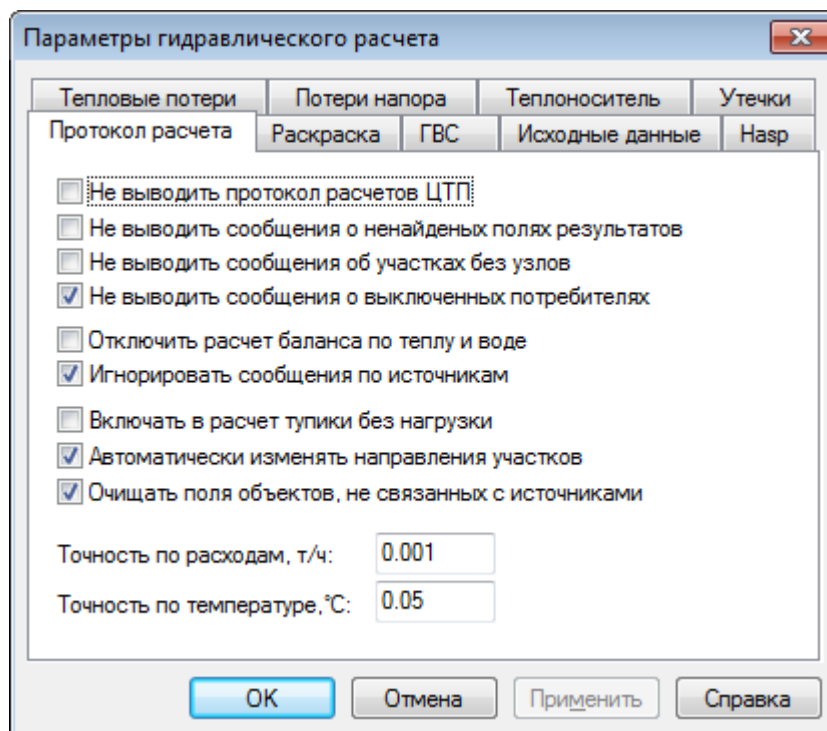 Параметры гидравлического расчета
Тепловые потери Потери напора Теплоноситель Утечки
Протокол расчета Раскраска ГВС Исходные данные Hasp
Не выводить протокол расчетов ЦТП
Не выводить сообщения о ненайденых полях результатов
Не выводить сообщения об участках без узлов
Не выводить сообщения о выключенных потребителях
Отключить расчет баланса по теплу и воде
Игнорировать сообщения по источникам
Включать в расчет тупики без нагрузки
Автоматически изменять направления участков
Очищать поля объектов, не связанных с источниками
Точность по расходам, т/ч: 0.001
Точность по температуре,°C: 0.05
OK Отмена Применить Справка